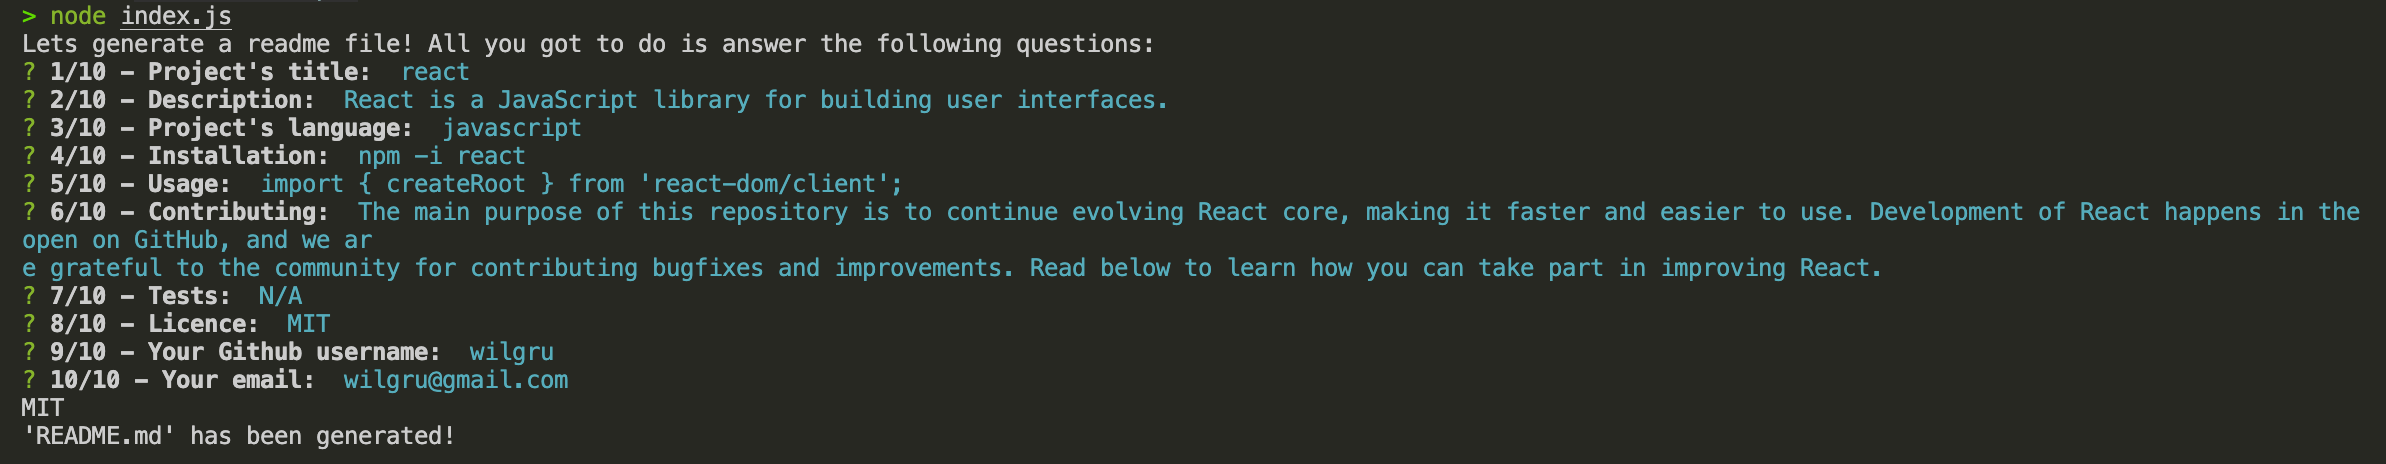 > node index.js
Lets generate a readme file! All you got to do is answer the following questions:
? 1/10 - Project's title:  react
? 2/10 - Description:  React is a JavaScript library for building user interfaces.
? 3/10 - Project's language:  javascript
? 4/10 - Installation:  npm -i react
? 5/10 - Usage:  import { createRoot } from 'react-dom/client';
? 6/10 - Contributing:  The main purpose of this repository is to continue evolving React core, making it faster and easier to use. Development of React happens in the
open on GitHub, and we ar
e grateful to the community for contributing bugfixes and improvements. Read below to learn how you can take part in improving React.
? 7/10 - Tests:  N/A
? 8/10 - Licence:  MIT
? 9/10 - Your Github username:  wilgru
? 10/10 - Your email:  wilgru@gmail.com
MIT
'README.md' has been generated!